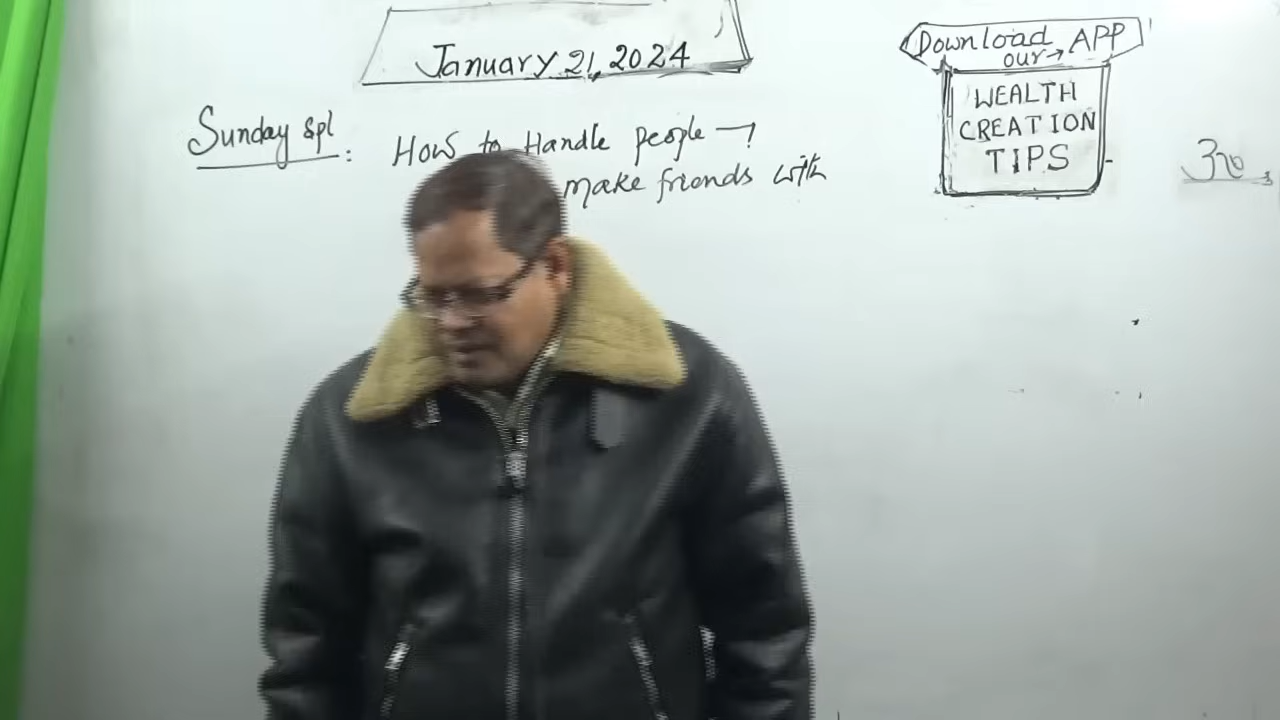 January 21, 2024
Sunday spl :
How to Handle people
make friends with
Download
our → APP
WEALTH
CREATION
TIPS